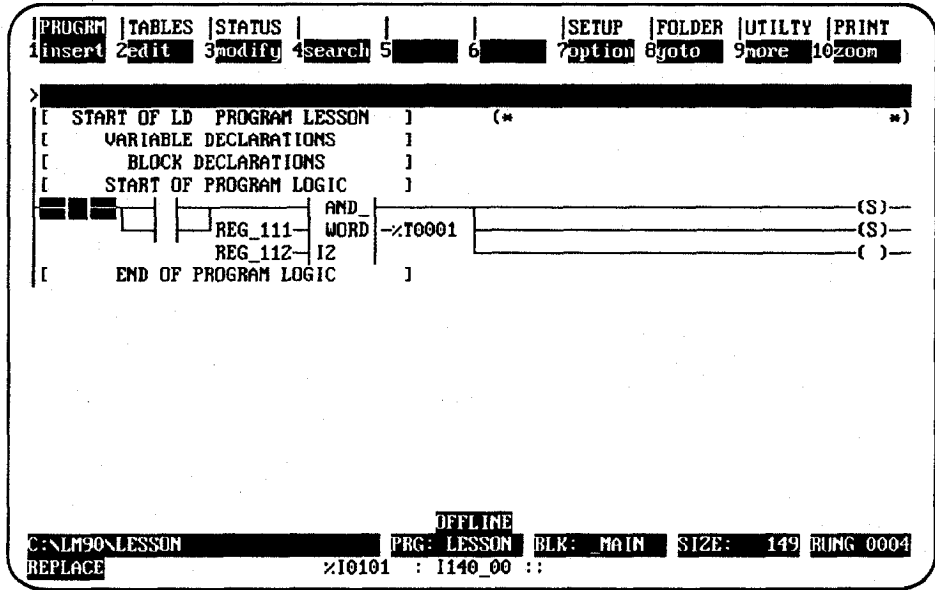 PROGRM |TABLES |STATUS | | | |SETUP |FOLDER |UTILTY |PRINT
1insert 2edit 3modify 4search 5 6 7option 8goto 9more 10zoom
>
[ START OF LD PROGRAM LESSON ] (* *)
[ VARIABLE DECLARATIONS ]
[ BLOCK DECLARATIONS ]
[ START OF PROGRAM LOGIC ]
AND_ (S)
REG_111 WORD %T0001 (S)
REG_112 I2 ( )
[ END OF PROGRAM LOGIC ]
OFFLINE
C:\LM90\LESSON PRG: LESSON BLK: _MAIN SIZE: 149 RUNG 0004
REPLACE %I0101 : I140_00 ::